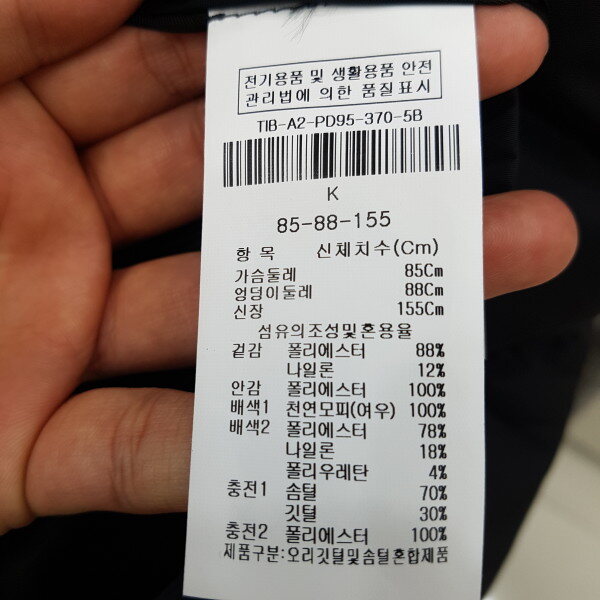 전기용품 및 생활용품 안전
관리법에 의한 품질표시
TIB-A2-PD95-370-5B
K
85-88-155
항 목 신체치수(Cm)
가슴둘레 85Cm
엉덩이둘레 88Cm
신장 155Cm
섬유의조성및혼용율
겉감 폴리에스터 88%
나일론 12%
안감 폴리에스터 100%
배색1 천연모피(여우) 100%
배색2 폴리에스터 78%
나일론 18%
폴리우레탄 4%
충전1 솜털 70%
깃털 30%
충전2 폴리에스터 100%
제품구분:오리깃털및솜털혼합제품